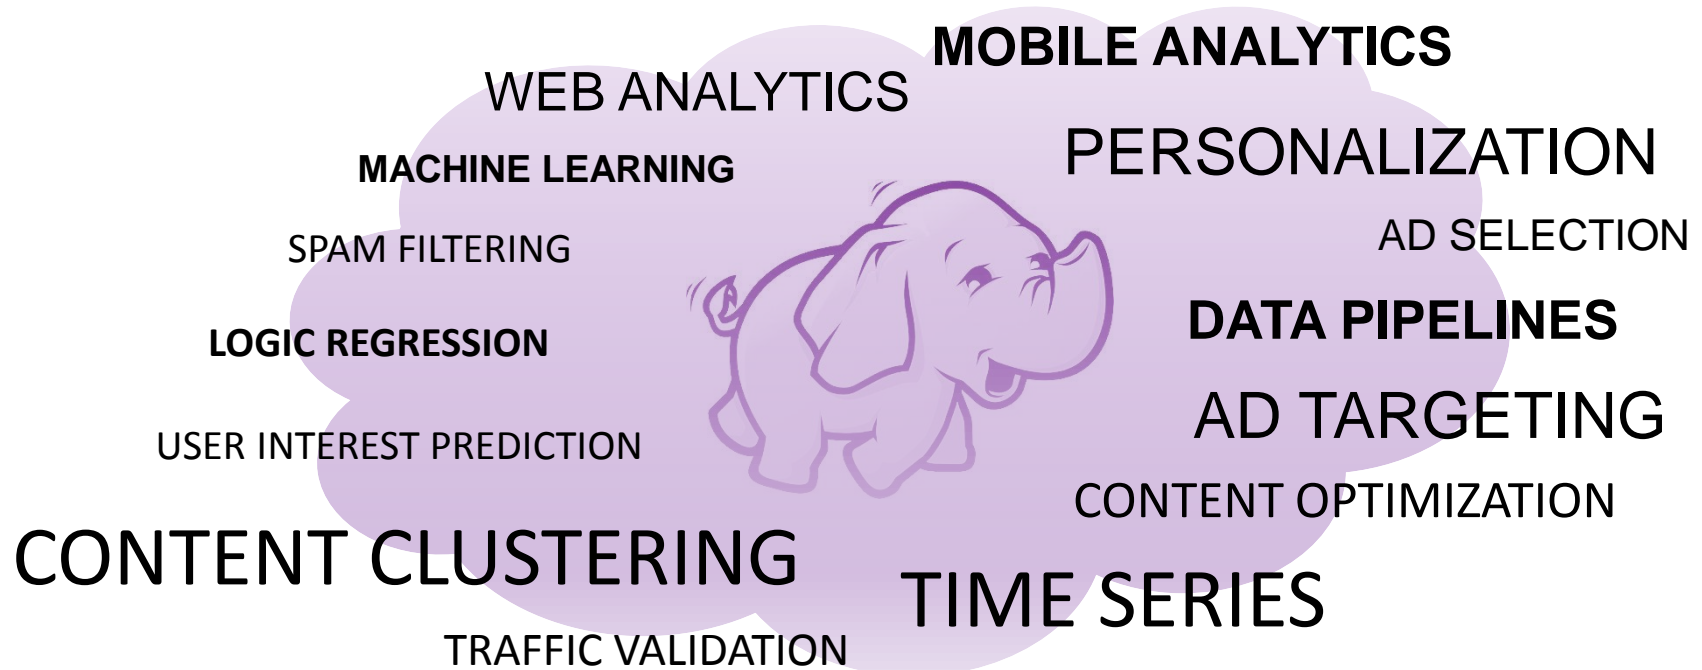 MOBILE ANALYTICS
WEB ANALYTICS
PERSONALIZATION
MACHINE LEARNING
AD SELECTION
SPAM FILTERING
DATA PIPELINES
LOGIC REGRESSION
AD TARGETING
USER INTEREST PREDICTION
CONTENT OPTIMIZATION
CONTENT CLUSTERING
TIME SERIES
TRAFFIC VALIDATION